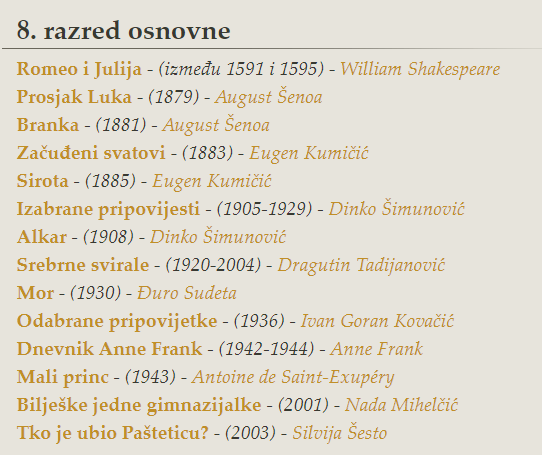 8. razred osnovne
Romeo i Julija - (između 1591 i 1595) - William Shakespeare
Prosjak Luka - (1879) - August Šenoa
Branka - (1881) - August Šenoa
Začuđeni svatovi - (1883) - Eugen Kumičić
Sirota - (1885) - Eugen Kumičić
Izabrane pripovijesti - (1905-1929) - Dinko Šimunović
Alkar - (1908) - Dinko Šimunović
Srebrne svirale - (1920-2004) - Dragutin Tadijanović
Mor - (1930) - Đuro Sudeta
Odabrane pripovijetke - (1936) - Ivan Goran Kovačić
Dnevnik Anne Frank - (1942-1944) - Anne Frank
Mali princ - (1943) - Antoine de Saint-Exupéry
Bilješke jedne gimnazijalke - (2001) - Nada Mihelčić
Tko je ubio Pašteticu? - (2003) - Silvija Šesto